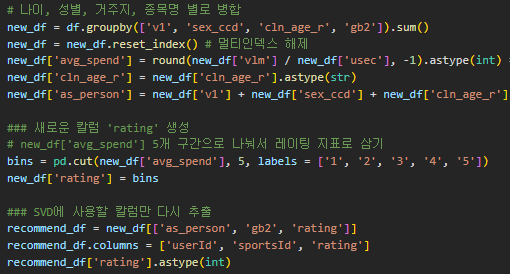 # 나이, 성별, 거주지, 종목명 별로 병합
new_df = df.groupby(['v1', 'sex_ccd', 'cln_age_r', 'gb2']).sum()
new_df = new_df.reset_index() # 멀티인덱스 해제
new_df['avg_spend'] = round(new_df['vlm'] / new_df['usec'], -1).astype(int)
new_df['cln_age_r'] = new_df['cln_age_r'].astype(str)
new_df['as_person'] = new_df['v1'] + new_df['sex_ccd'] + new_df['cln_age_r']
### 새로운 칼럼 'rating' 생성
# new_df['avg_spend'] 5개 구간으로 나눠서 레이팅 지표로 삼기
bins = pd.cut(new_df['avg_spend'], 5, labels = ['1', '2', '3', '4', '5'])
new_df['rating'] = bins
### SVD에 사용할 칼럼만 다시 추출
recommend_df = new_df[['as_person', 'gb2', 'rating']]
recommend_df.columns = ['userId', 'sportsId', 'rating']
recommend_df['rating'].astype(int)